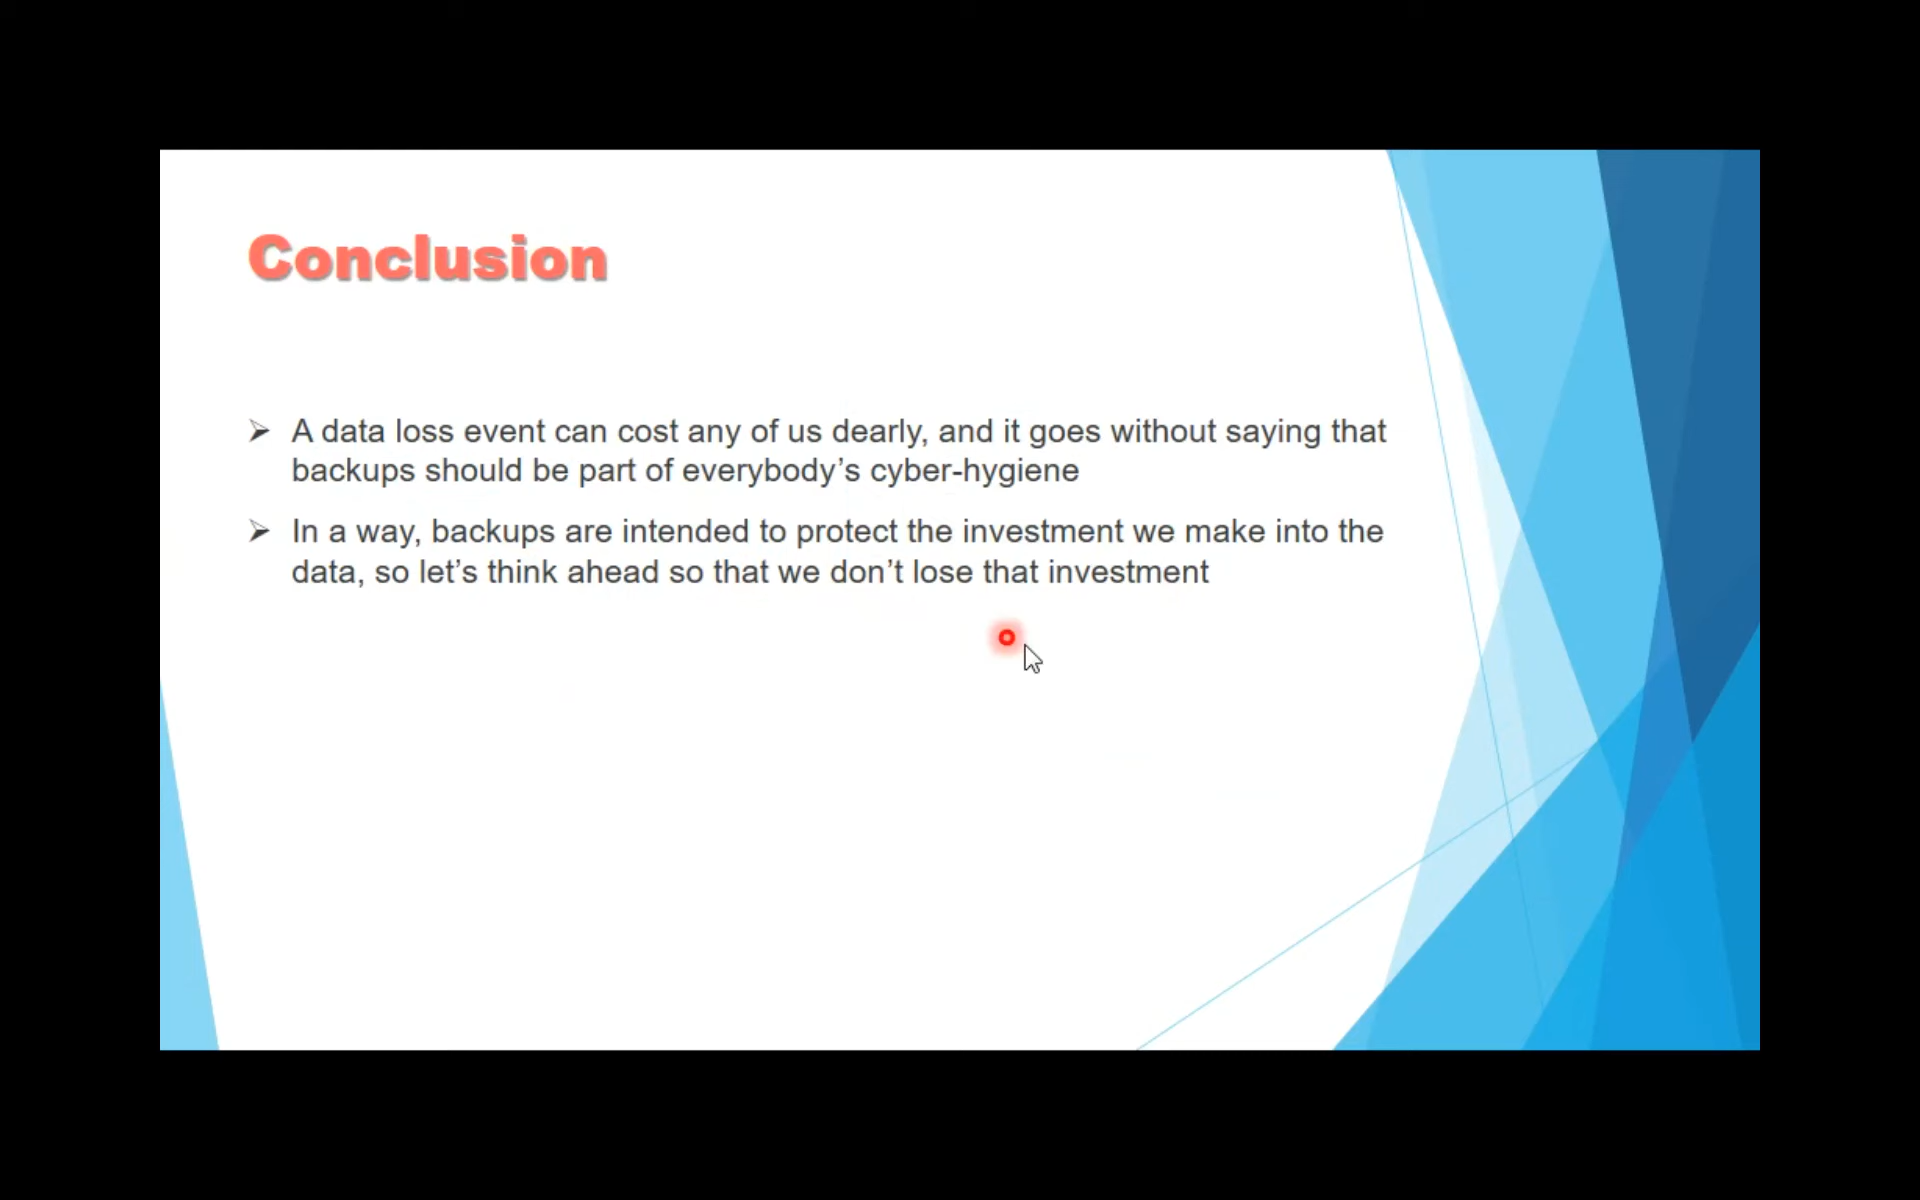 Conclusion
A data loss event can cost any of us dearly, and it goes without saying that
backups should be part of everybody’s cyber-hygiene
In a way, backups are intended to protect the investment we make into the
data, so let’s think ahead so that we don’t lose that investment